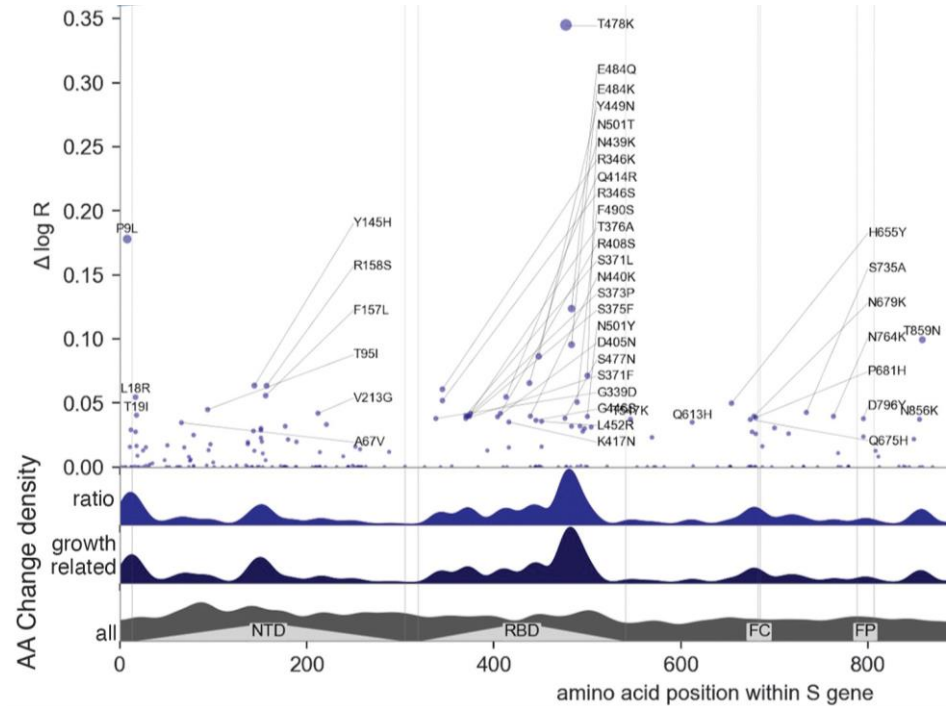 0.35
0.30
0.25
0.20
0.15
0.10
0.05
0.00
Δ log R
T478K
E484Q
E484K
Y449N
N501T
N439K
R346K
Q414R
R346S
F490S
T376A
R408S
S371L
N440K
S373P
S375F
N501Y
D405N
S477N
S371F
G339D
G446S
T547K
L452R
K417N
P9L
L18R
T19I
Y145H
R158S
F157L
T95I
V213G
A67V
Q613H
H655Y
S735A
N679K
N764K
T859N
P681H
D796Y
N856K
Q675H
AA Change density
ratio
growth
related
all
NTD
RBD
FC
FP
0
200
400
600
800
amino acid position within S gene